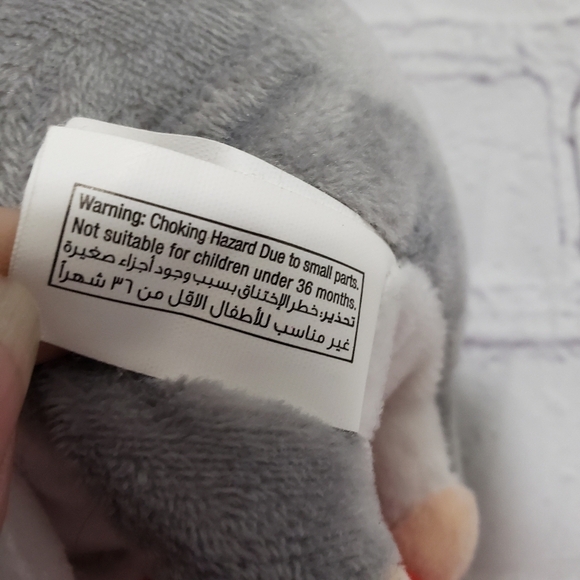 Warning: Choking Hazard Due to small parts.
Not suitable for children under 36 months.
تحذير: خطر الإختناق بسبب وجود أجزاء صغيرة
غير مناسب للأطفال الاقل من ٣٦ شهراً